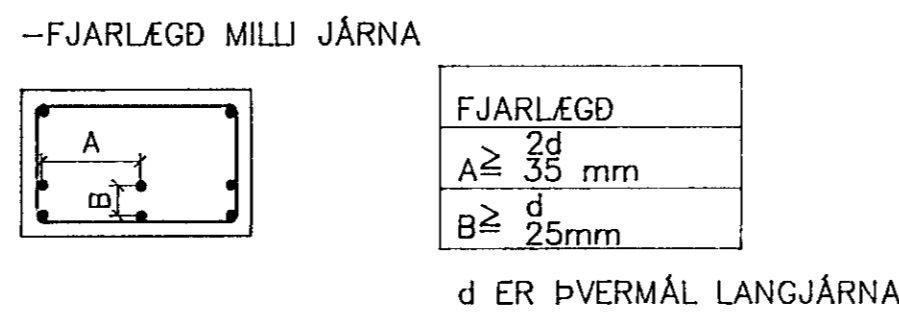 -FJARLÆGÐ MILLI JÁRNA
A
B
FJARLÆGÐ
A≧ 2d
35 mm
B≧ d
25mm
d ER ÞVERMÁL LANGJÁRNA